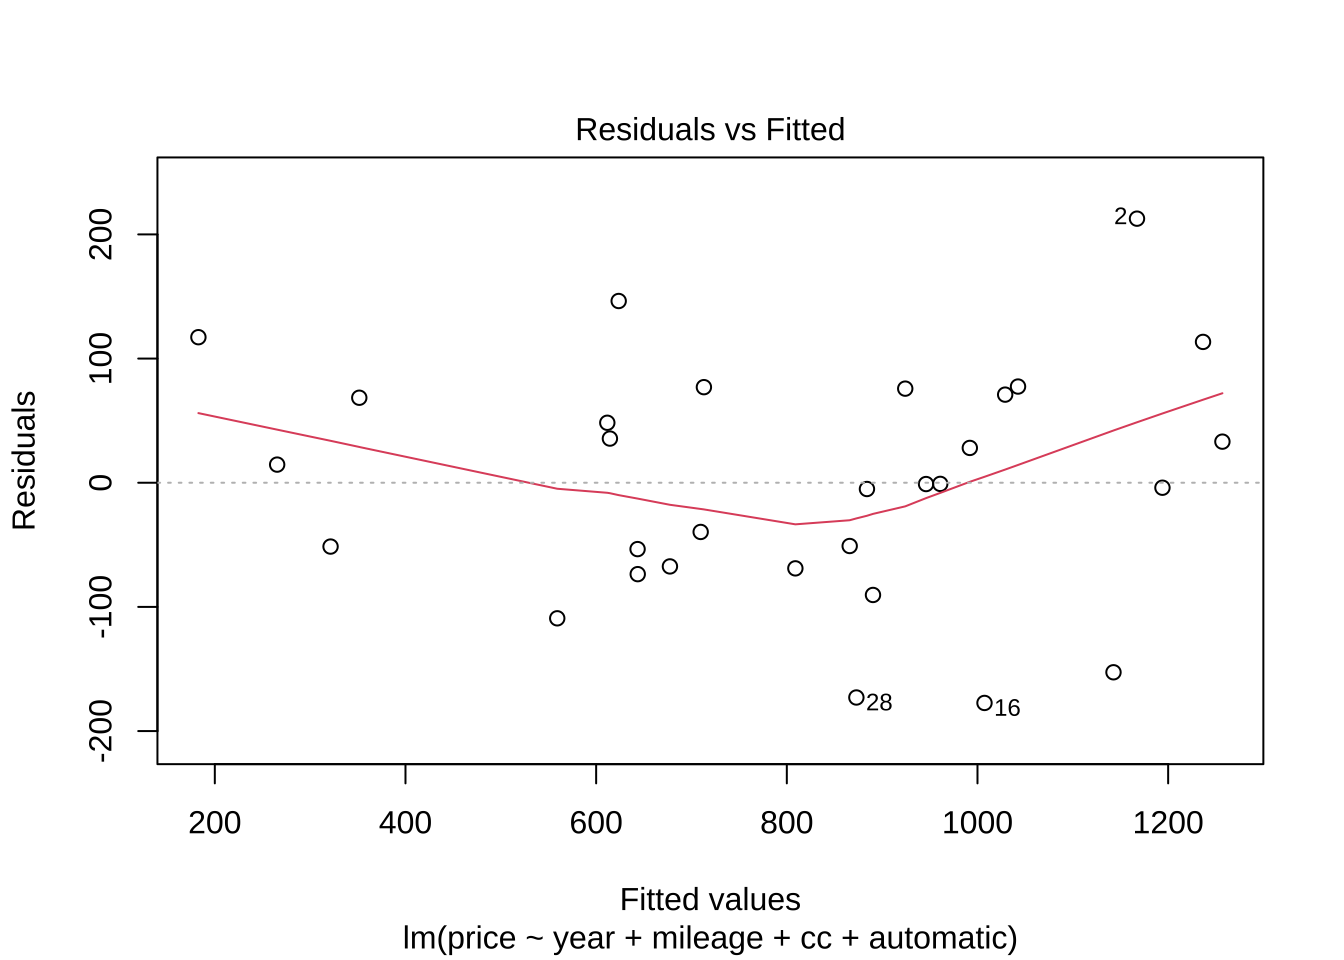 Residuals vs Fitted
Residuals
200
100
0
-100
-200
2
28
16
200 400 600 800 1000 1200
Fitted values
lm(price ~ year + mileage + cc + automatic)